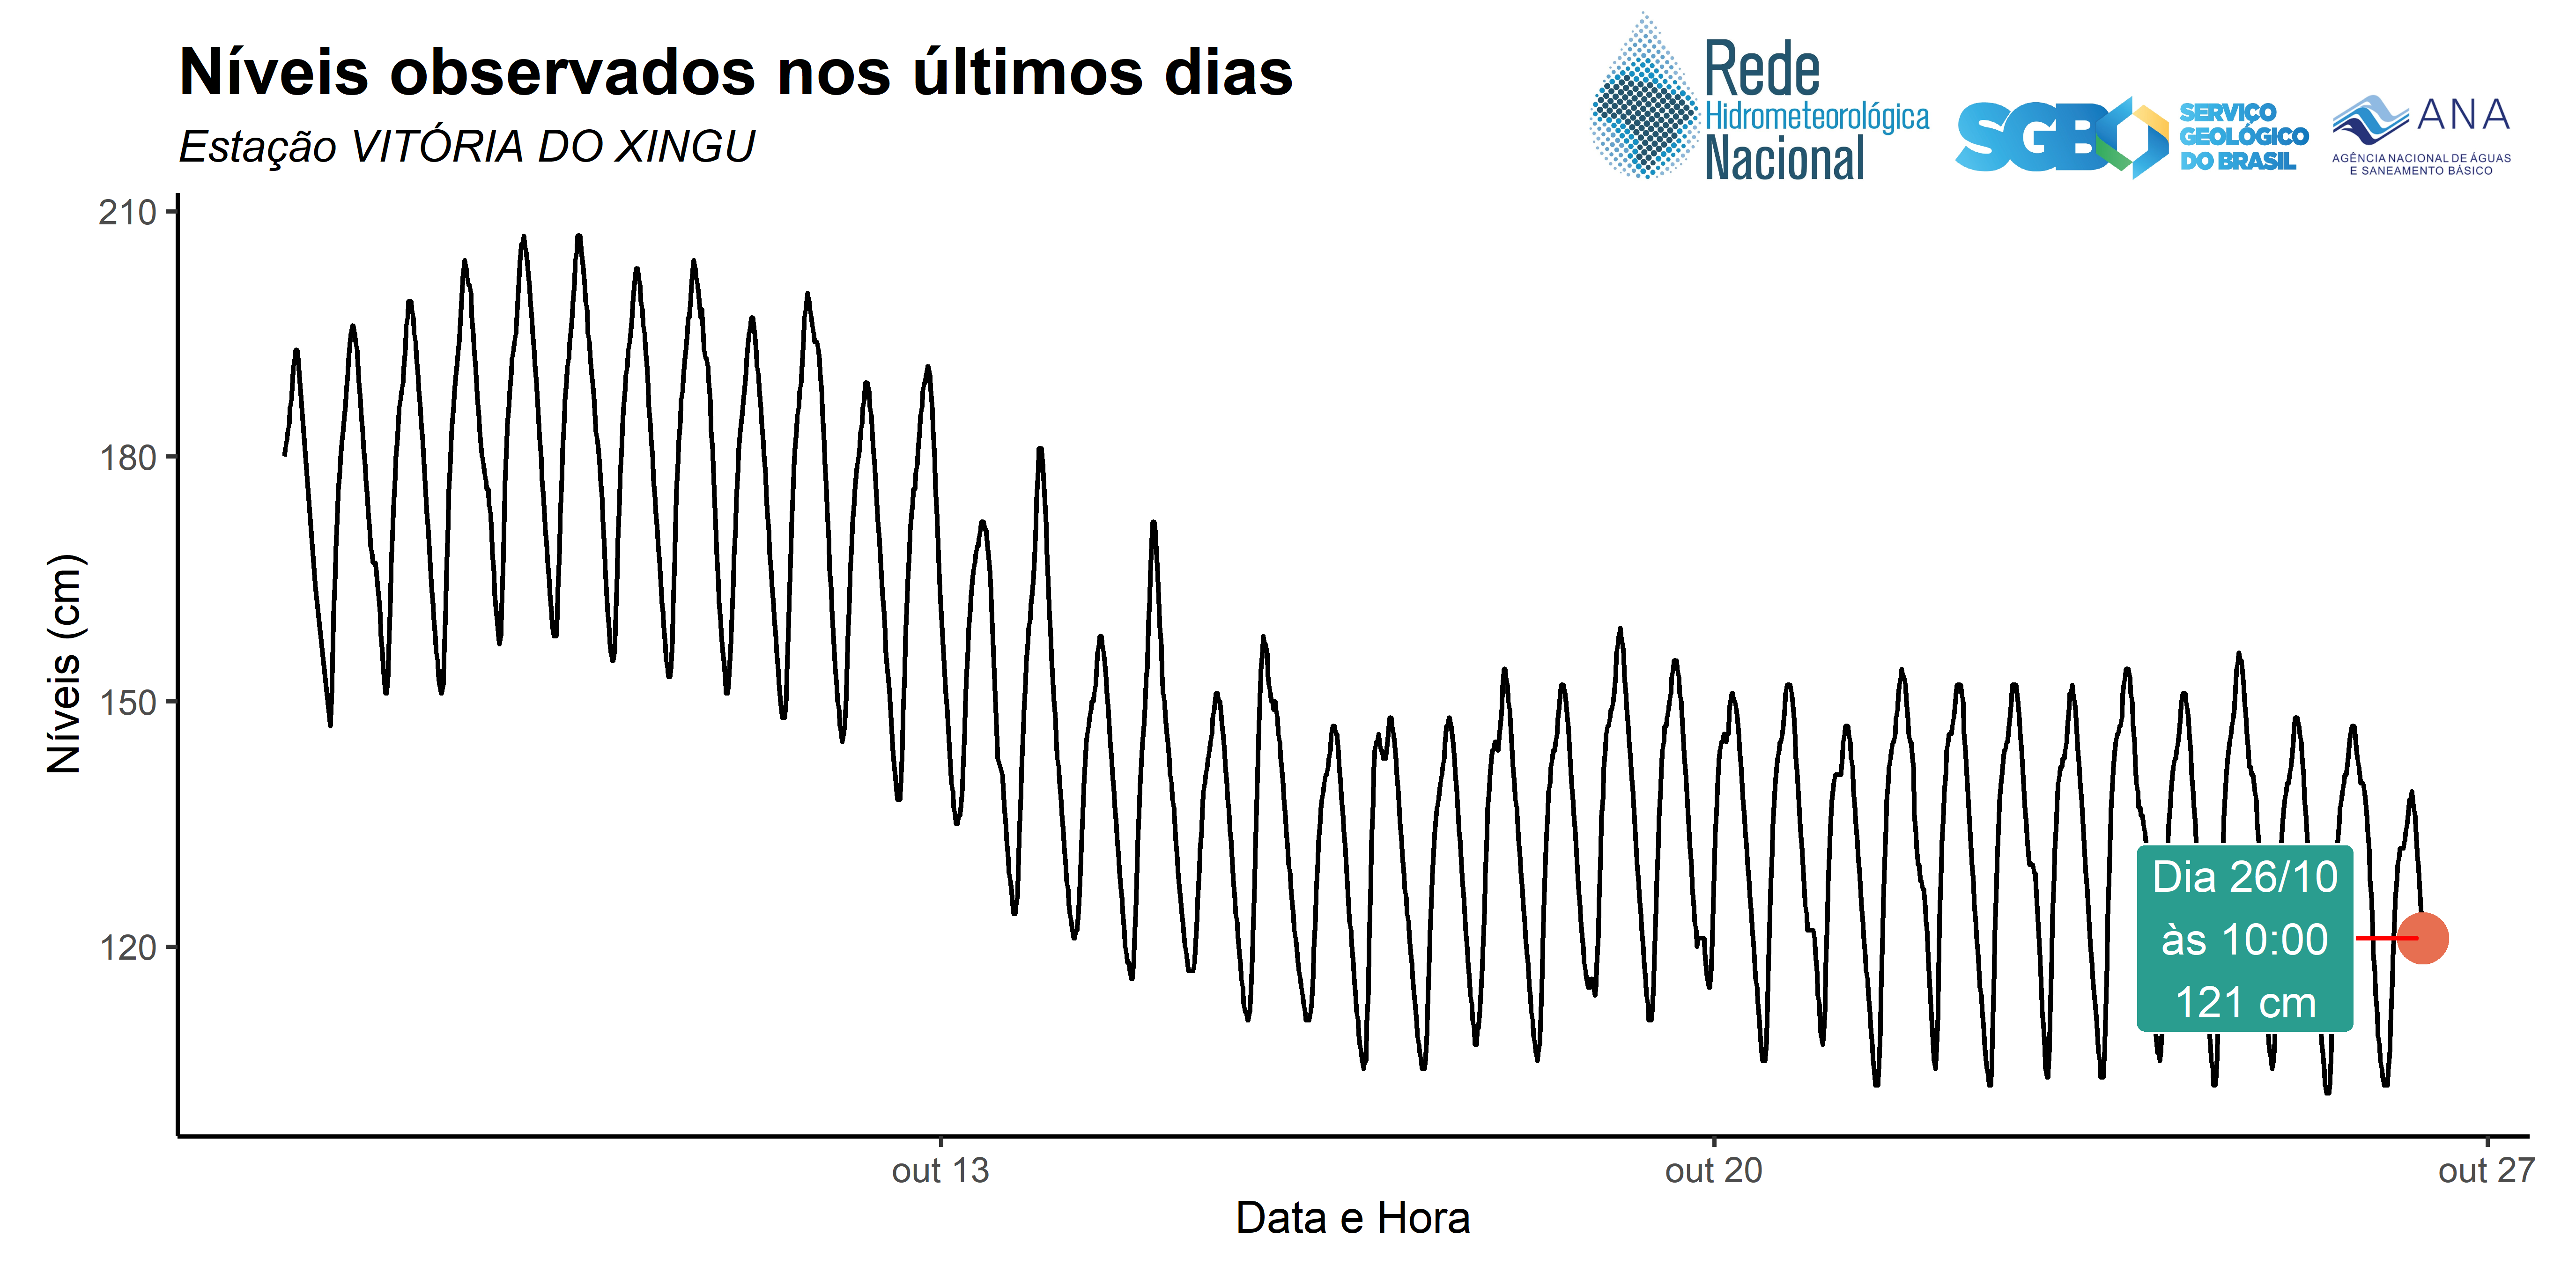 Níveis observados nos últimos dias
Estação VITÓRIA DO XINGU
Rede
Hidrometeorológica
Nacional
SGB
SERVIÇO
GEOLÓGICO
DO BRASIL
ANA
AGÊNCIA NACIONAL DE ÁGUAS
E SANEAMENTO BÁSICO
210
180
150
120
Níveis (cm)
Dia 26/10
às 10:00
121 cm
out 13
out 20
out 27
Data e Hora